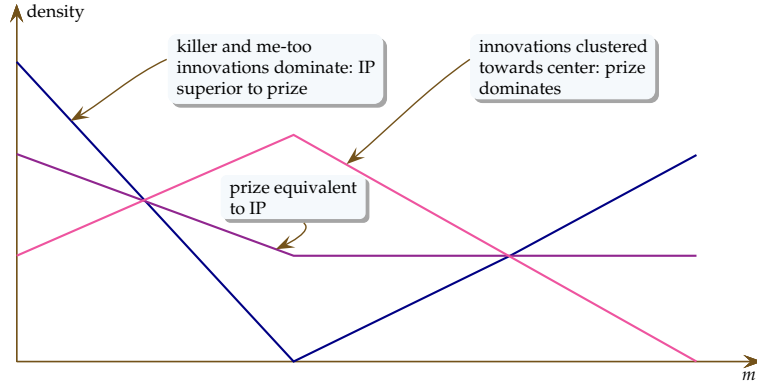 density
killer and me-too
innovations dominate: IP
superior to prize
innovations clustered
towards center: prize
dominates
prize equivalent
to IP
m